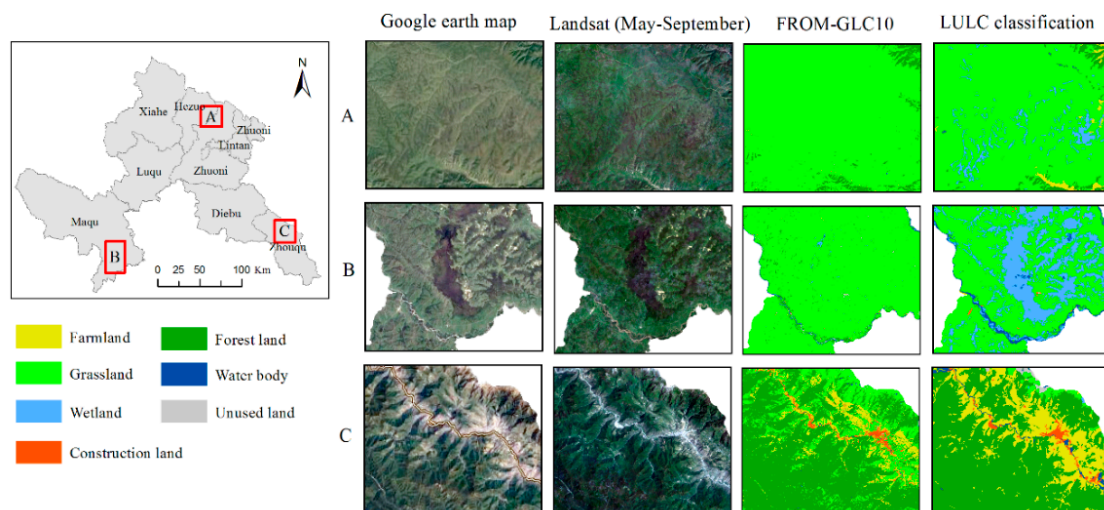 Google earth map
Landsat (May-September)
FROM-GLC10
LULC classification
N
Xiahe
Hezuo
A
Zhuoni
Lintan
Zhuoni
Luqu
Maqu
Diebu
B
C
Zhouqu
0 25 50 100 Km
A
B
C
Farmland
Forest land
Grassland
Water body
Wetland
Unused land
Construction land